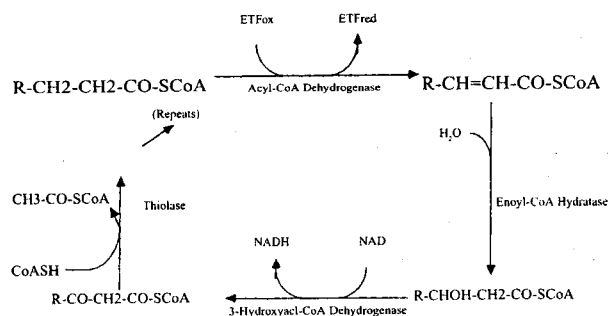 ETFox ETFred
R-CH2-CH2-CO-SCoA R-CH=CH-CO-SCoA
Acyl-CoA Dehydrogenase
(Repeats)
H₂O
CH3-CO-SCoA Thiolase Enoyl-CoA Hydratase
NADH NAD
CoASH
R-CO-CH2-CO-SCoA R-CHOH-CH2-CO-SCoA
3-Hydroxyacl-CoA Dehydrogenase